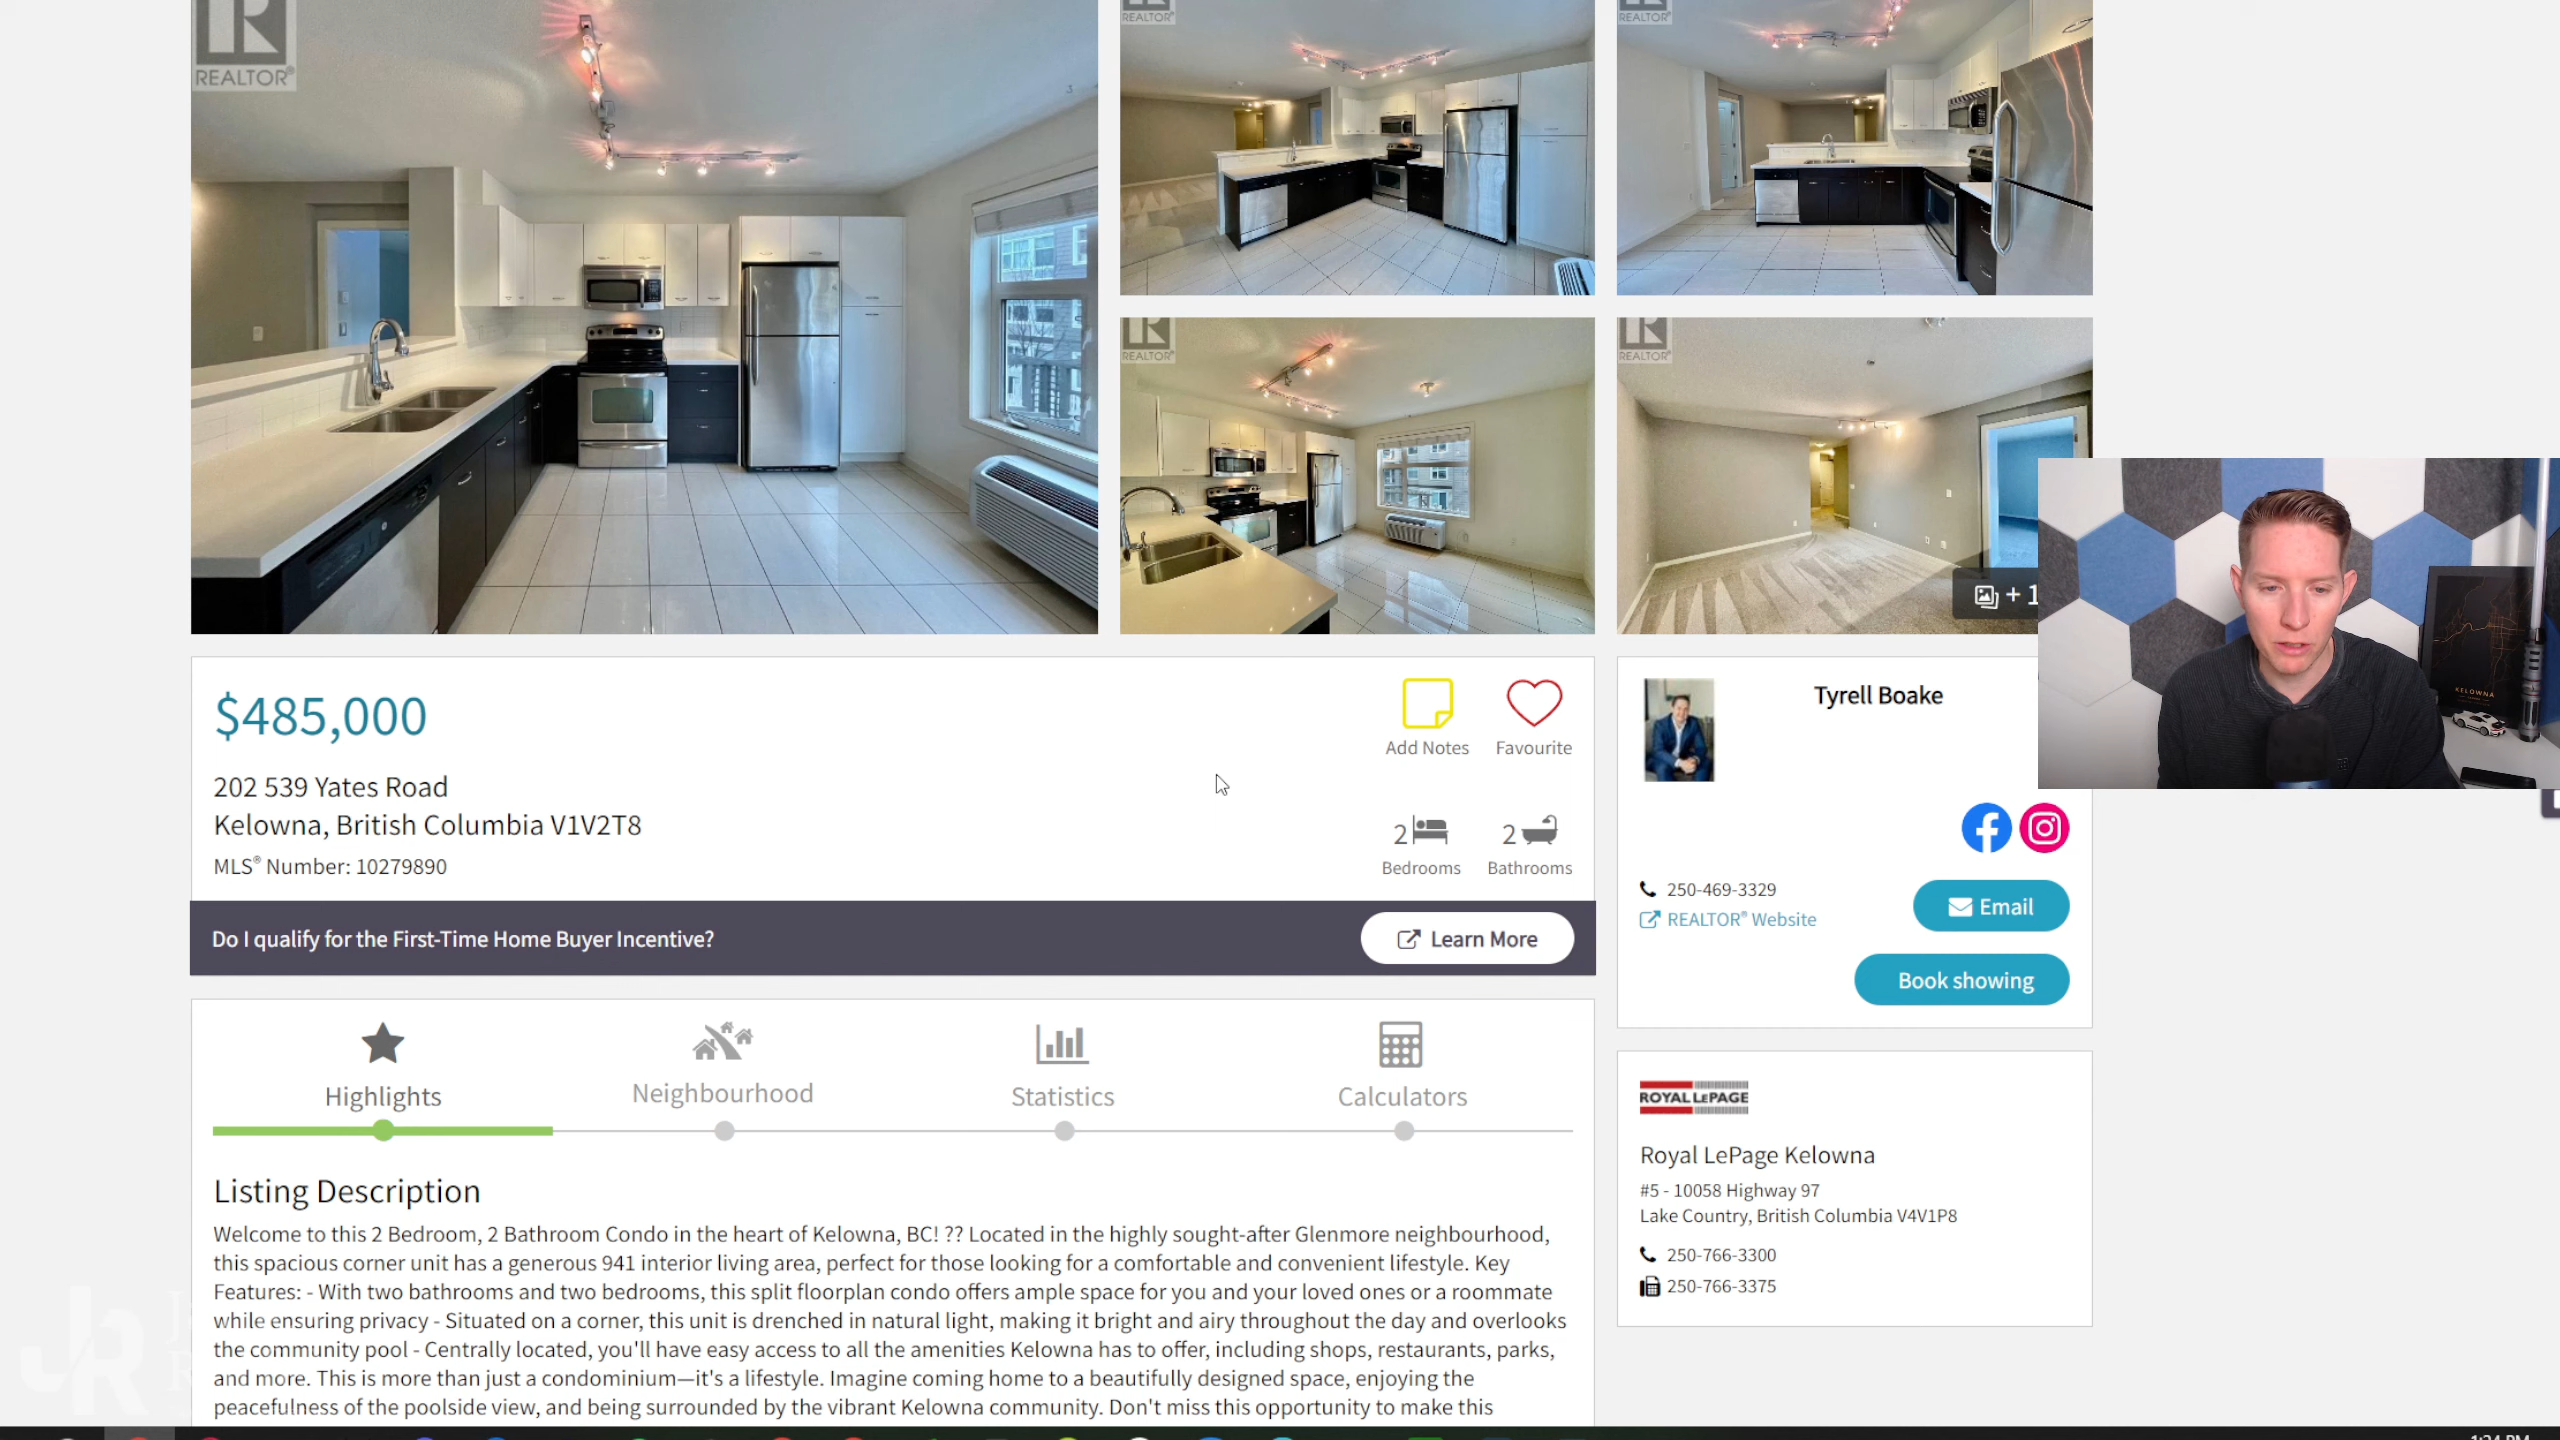 REALTOR®
REALTOR®
REALTOR®
REALTOR®
REALTOR®
+ 1
KELOWNA
$485,000
Add Notes
Favourite
202 539 Yates Road
Kelowna, British Columbia V1V2T8
MLS® Number: 10279890
2
2
Bedrooms
Bathrooms
Do I qualify for the First-Time Home Buyer Incentive?
Learn More
Tyrell Boake
250-469-3329
Email
REALTOR® Website
Book showing
Highlights
Neighbourhood
Statistics
Calculators
ROYAL LEPAGE
Royal LePage Kelowna
#5 - 10058 Highway 97
Lake Country, British Columbia V4V1P8
250-766-3300
250-766-3375
Listing Description
Welcome to this 2 Bedroom, 2 Bathroom Condo in the heart of Kelowna, BC! ?? Located in the highly sought-after Glenmore neighbourhood,
this spacious corner unit has a generous 941 interior living area, perfect for those looking for a comfortable and convenient lifestyle. Key
Features: - With two bathrooms and two bedrooms, this split floorplan condo offers ample space for you and your loved ones or a roommate
while ensuring privacy - Situated on a corner, this unit is drenched in natural light, making it bright and airy throughout the day and overlooks
the community pool - Centrally located, you'll have easy access to all the amenities Kelowna has to offer, including shops, restaurants, parks,
and more. This is more than just a condominium—it's a lifestyle. Imagine coming home to a beautifully designed space, enjoying the
peacefulness of the poolside view, and being surrounded by the vibrant Kelowna community. Don't miss this opportunity to make this